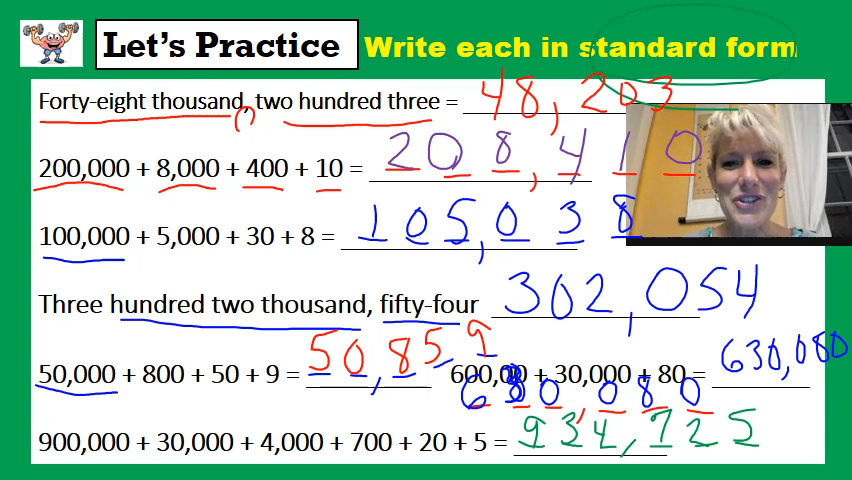 Let's Practice Write each in standard form
Forty-eight thousand, two hundred three = 48,203
200,000 + 8,000 + 400 + 10 = 208,410
100,000 + 5,000 + 30 + 8 = 105,038
Three hundred two thousand, fifty-four 302,054
50,000 + 800 + 50 + 9 = 50,859 600,00 + 30,000 + 80 = 630,080
630,080
900,000 + 30,000 + 4,000 + 700 + 20 + 5 = 934,725